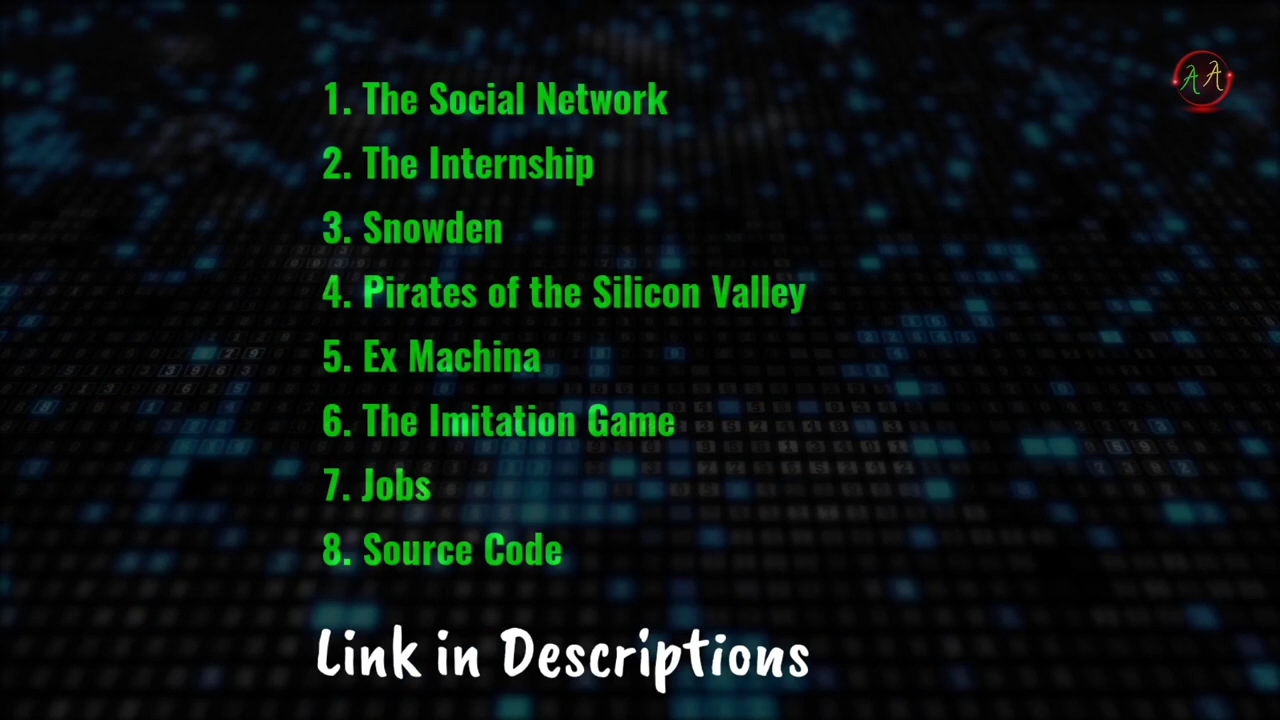 1. The Social Network
A A
2. The Internship
3. Snowden
4. Pirates of the Silicon Valley
5. Ex Machina
6. The Imitation Game
7. Jobs
8. Source Code
Link in Descriptions